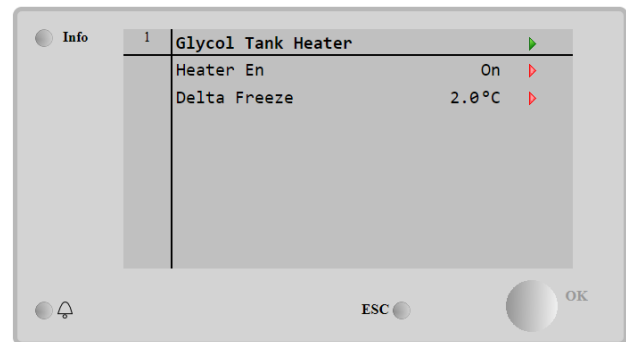 Info
1 Glycol Tank Heater
Heater En On
Delta Freeze 2.0°C
ESC
OK